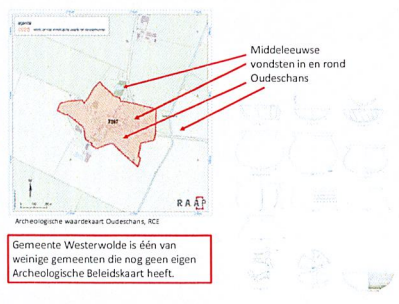 legenda
Middeleeuwse
vondsten in en rond
Oudeschans
RAAP
Archeologische waardekaart Oudeschans, RCE
Gemeente Westerwolde is één van
weinige gemeenten die nog geen eigen
Archeologische Beleidskaart heeft.